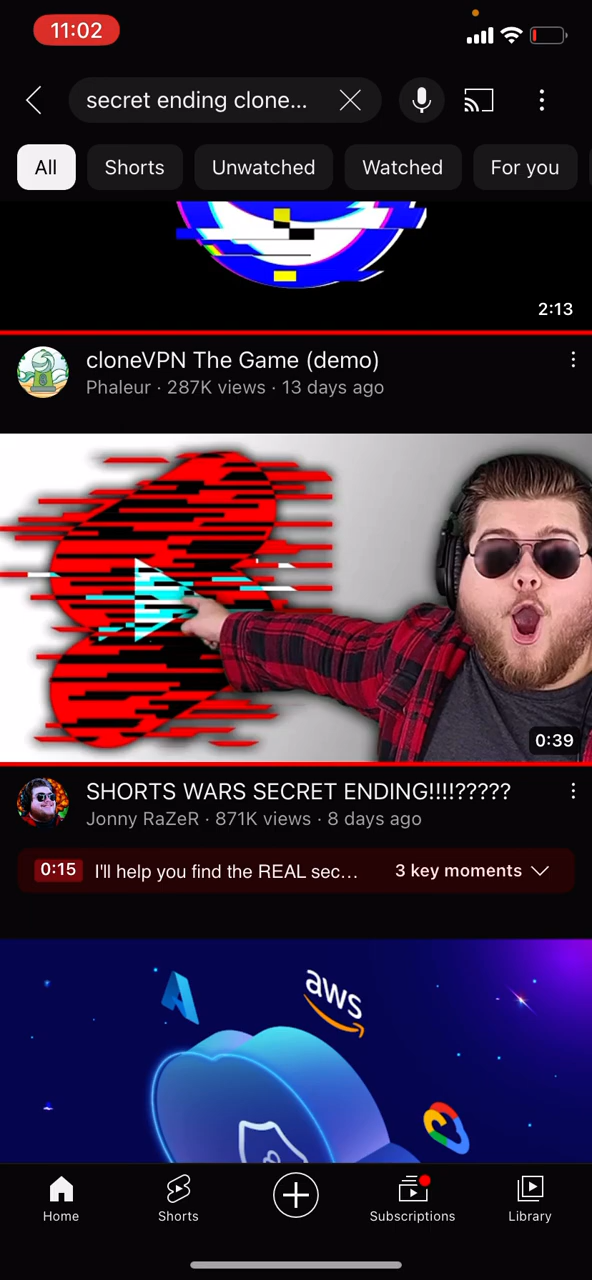 11:02
secret ending clone...
All
Shorts
Unwatched
Watched
For you
2:13
cloneVPN The Game (demo)
Phaleur · 287K views · 13 days ago
0:39
SHORTS WARS SECRET ENDING!!!!?????
Jonny RaZeR · 871K views · 8 days ago
0:15 I'll help you find the REAL sec... 3 key moments
aws
Home
Shorts
Subscriptions
Library